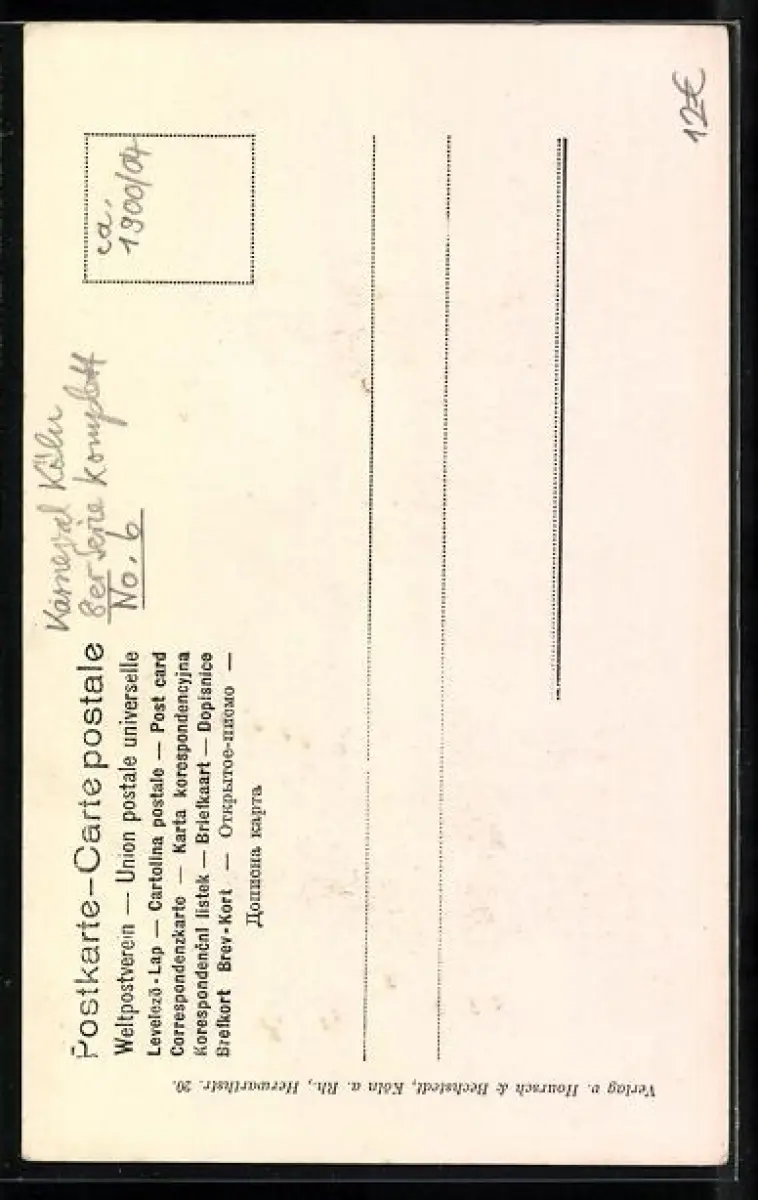 Karneval Köln
8er Serie komplett
No. 6
ca.
1900/04
12€
Postkarte – Carte postale
Weltpostverein — Union postale universelle
Levelező-Lap — Cartolina postale — Post card
Correspondenzkarte — Karta korespondencyjna
Korespondenční lístek — Briefkaart — Dopisnice
Brefkort Brev-Kort — Открытое-письмо —
Дописна карта
Verlag v. Hoursch & Bechstedt, Köln a. Rh., Herwarthstr. 20.